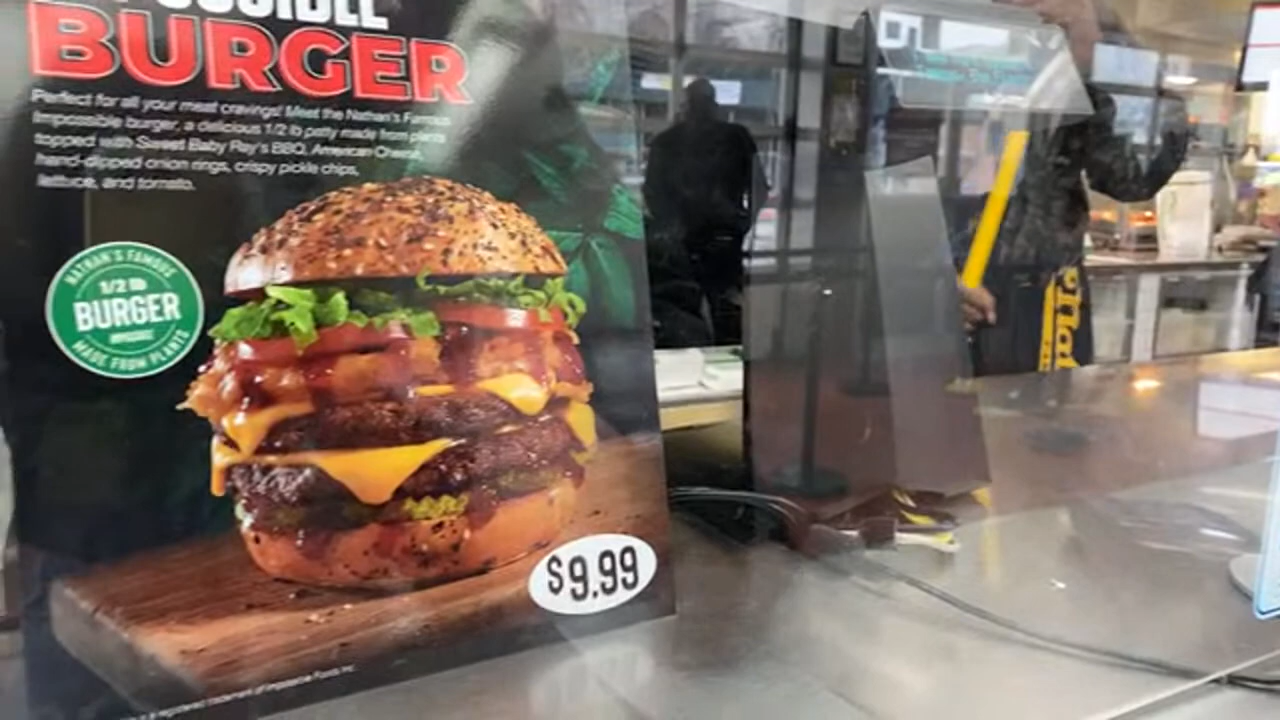 BURGER
Perfect for all your meat cravings! Meet the Nathan's Famous
Impossible burger, a delicious 1/2 lb patty made from plants
topped with Sweet Baby Ray's BBQ, American Cheese,
hand-dipped onion rings, crispy pickle chips,
lettuce, and tomato.
NATHAN'S FAMOUS
1/2 lb
BURGER
IMPOSSIBLE
MADE FROM PLANTS
$9.99